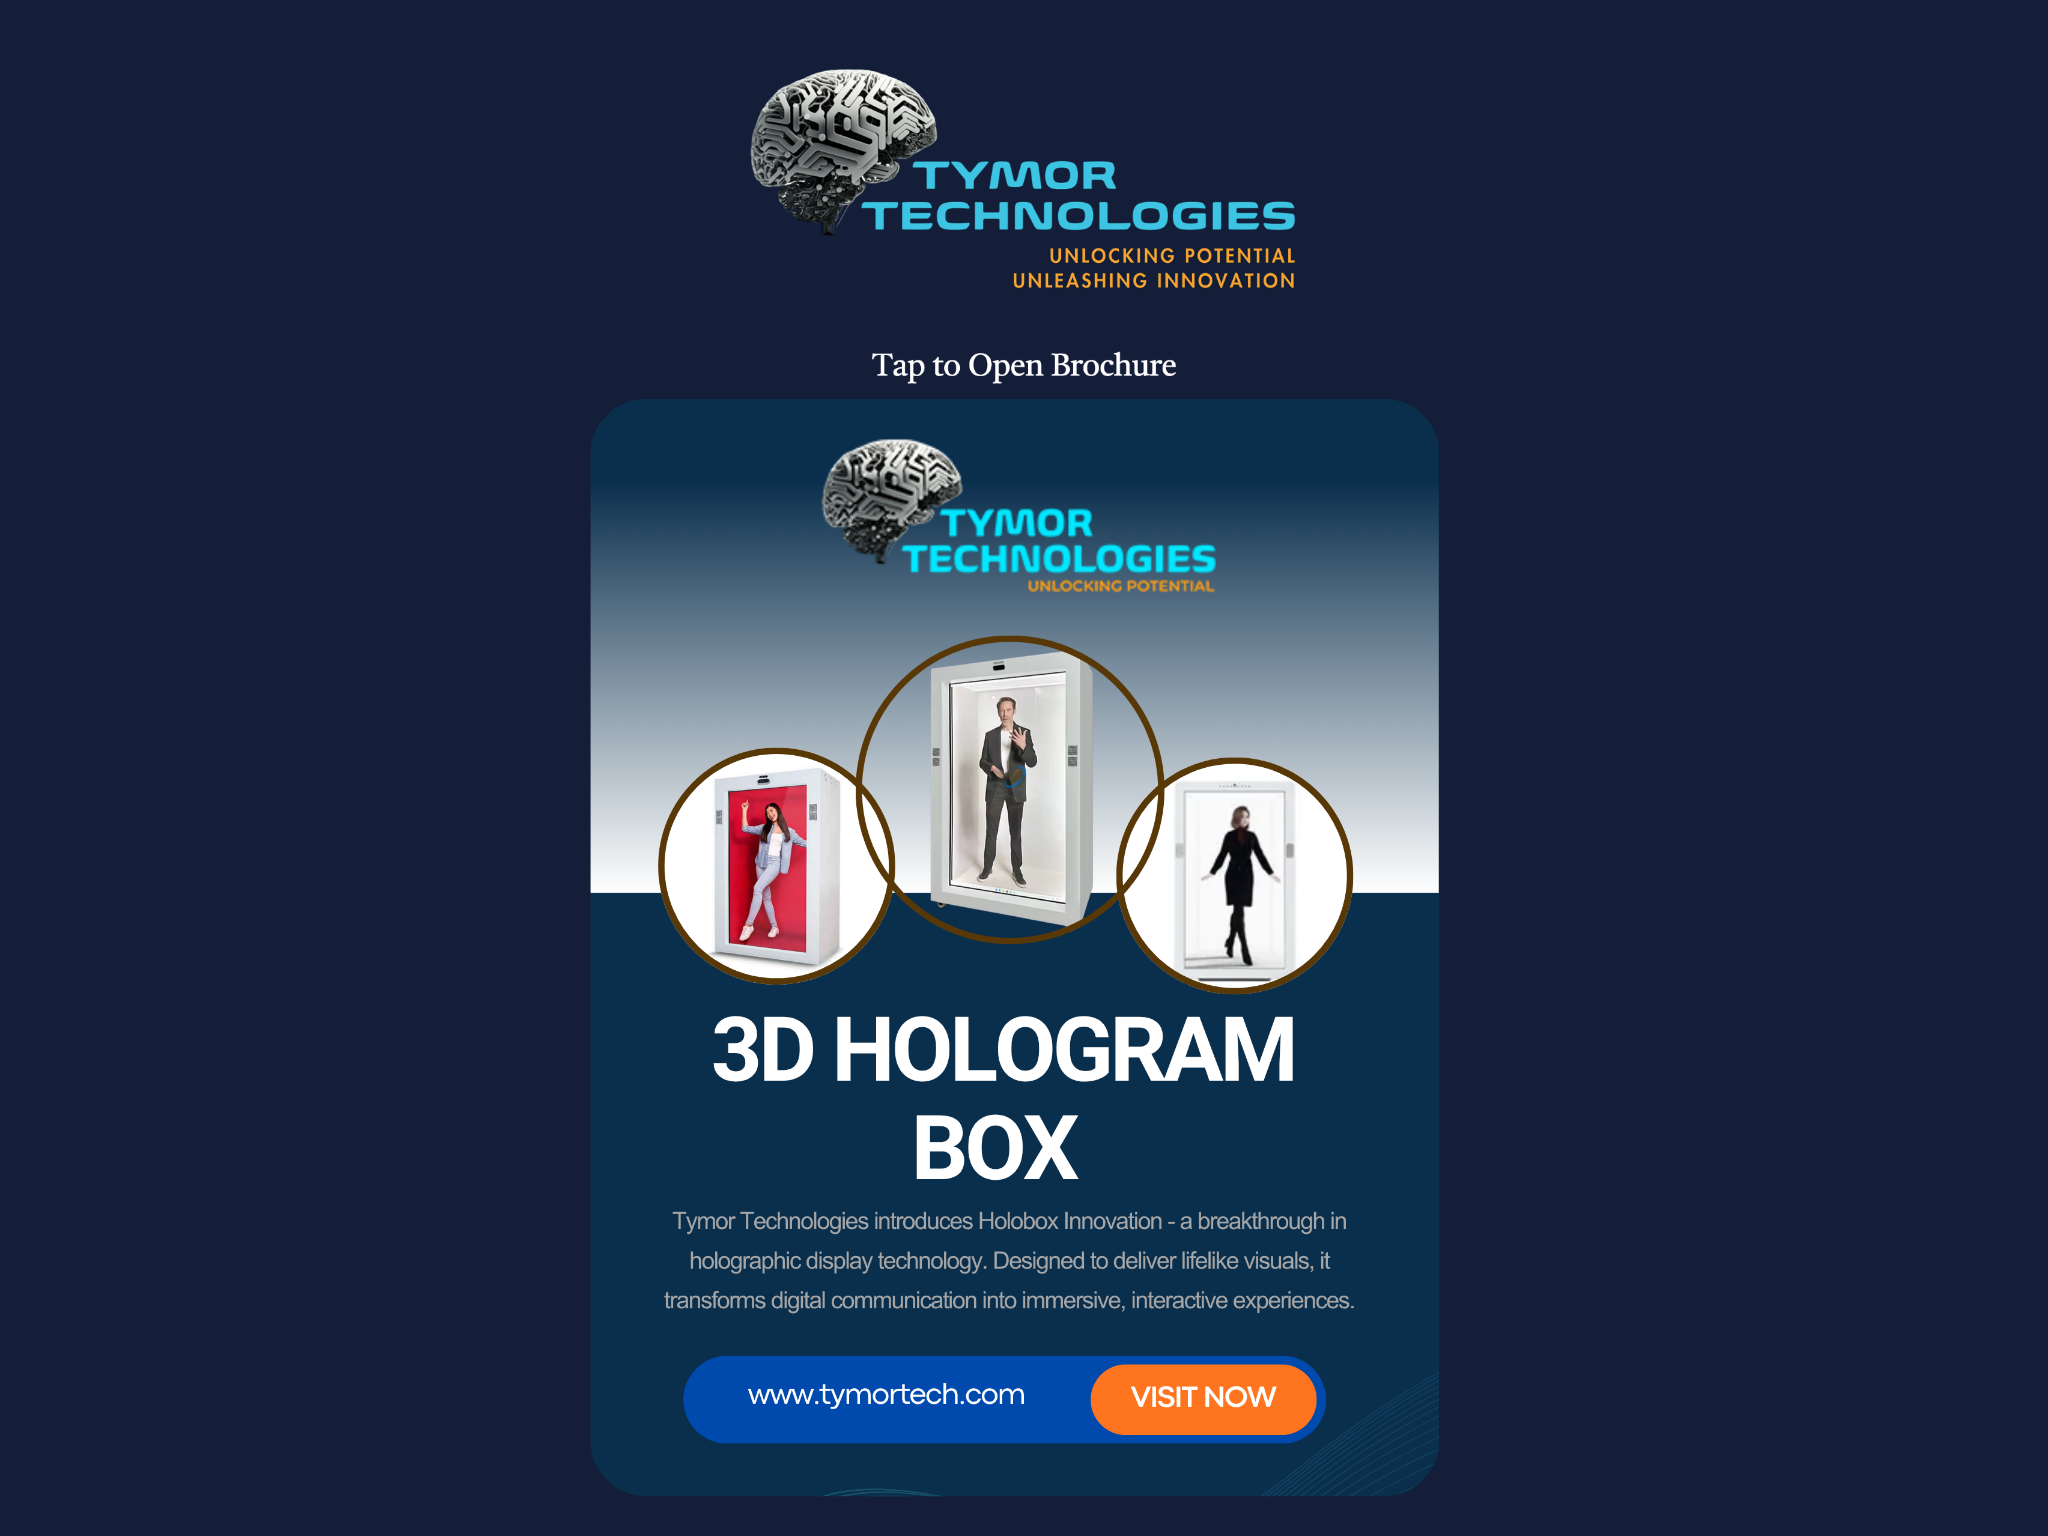 TYMOR
TECHNOLOGIES
UNLOCKING POTENTIAL
UNLEASHING INNOVATION
Tap to Open Brochure
TYMOR
TECHNOLOGIES
UNLOCKING POTENTIAL
3D HOLOGRAM
BOX
Tymor Technologies introduces Holobox Innovation - a breakthrough in
holographic display technology. Designed to deliver lifelike visuals, it
transforms digital communication into immersive, interactive experiences.
www.tymortech.com
VISIT NOW